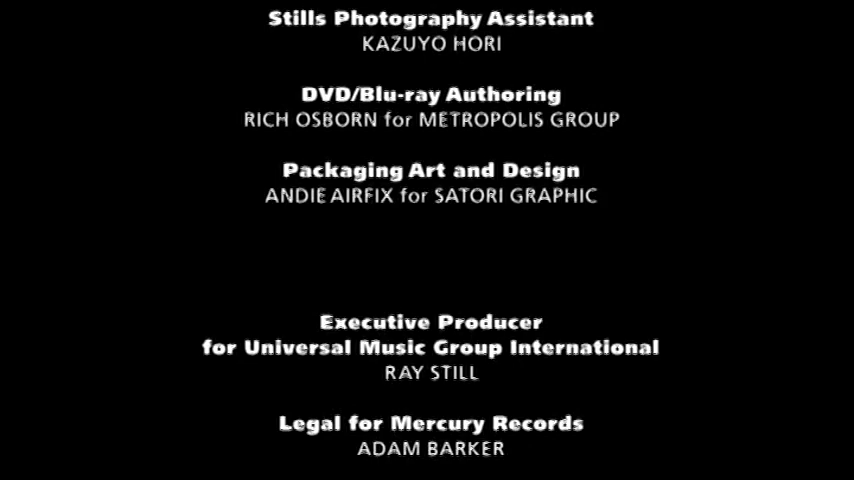 Stills Photography Assistant
KAZUYO HORI
DVD/Blu-ray Authoring
RICH OSBORN for METROPOLIS GROUP
Packaging Art and Design
ANDIE AIRFIX for SATORI GRAPHIC
Executive Producer
for Universal Music Group International
RAY STILL
Legal for Mercury Records
ADAM BARKER